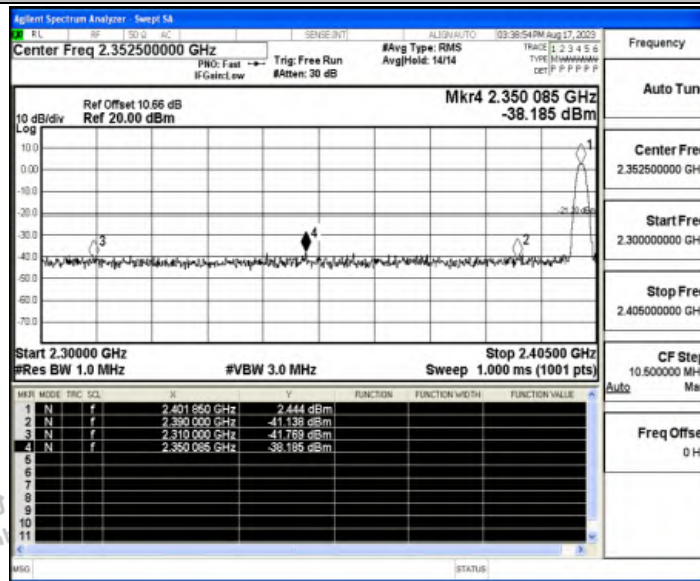 Agilent Spectrum Analyzer - Swept SA
RL RF 50 Ω AC SENSE:INT ALIGN AUTO 03:38:54 PM Aug 17, 2023
Center Freq 2.352500000 GHz #Avg Type: RMS TRACE 1 2 3 4 5 6
PNO: Fast Trig: Free Run Avg|Hold: 14/14 TYPE MWWWWW
IFGain:Low #Atten: 30 dB DET P P P P P P
Frequency
Auto Tun
Mkr4 2.350 085 GHz
-38.185 dBm
Ref Offset 10.66 dB
10 dB/div Ref 20.00 dBm
Log
10.0
0.00
-10.0
-20.0
-30.0
-40.0
-50.0
-60.0
-70.0
1
2
3
4
Start 2.30000 GHz Stop 2.40500 GHz
#Res BW 1.0 MHz #VBW 3.0 MHz Sweep 1.000 ms (1001 pts)
MKR MODE TRC SCL X Y FUNCTION FUNCTION WIDTH FUNCTION VALUE
1 N f 2.401 850 GHz 2.444 dBm
2 N f 2.390 000 GHz -41.138 dBm
3 N f 2.310 000 GHz -41.769 dBm
4 N f 2.350 085 GHz -38.185 dBm
5
6
7
8
9
10
11
MSG STATUS
Center Fre
2.352500000 GH
Start Fre
2.300000000 GH
Stop Fre
2.405000000 GH
CF Ste
10.500000 MH
Auto Ma
Freq Offse
0 H